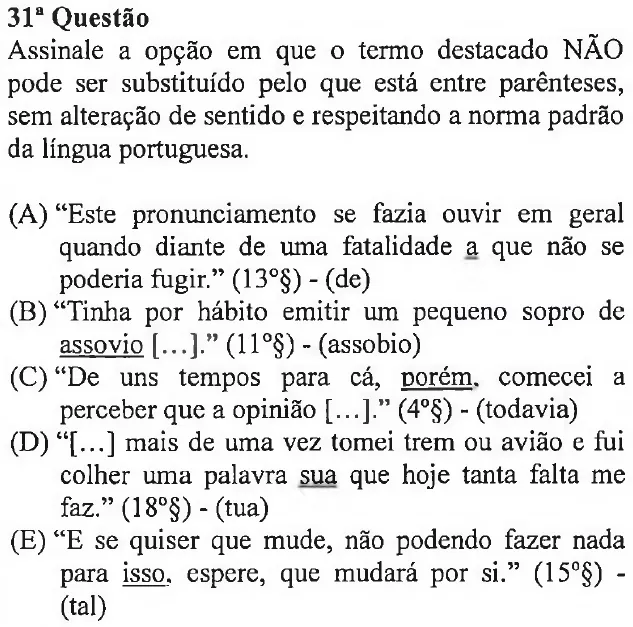 31ª Questão
Assinale a opção em que o termo destacado NÃO
pode ser substituído pelo que está entre parênteses,
sem alteração de sentido e respeitando a norma padrão
da língua portuguesa.
(A) “Este pronunciamento se fazia ouvir em geral
quando diante de uma fatalidade a que não se
poderia fugir.” (13º§) - (de)
(B) “Tinha por hábito emitir um pequeno sopro de
assovio [...].” (11º§) - (assobio)
(C) “De uns tempos para cá, porém, comecei a
perceber que a opinião [...].” (4º§) - (todavia)
(D) “[...] mais de uma vez tomei trem ou avião e fui
colher uma palavra sua que hoje tanta falta me
faz.” (18º§) - (tua)
(E) “E se quiser que mude, não podendo fazer nada
para isso, espere, que mudará por si.” (15º§) -
(tal)